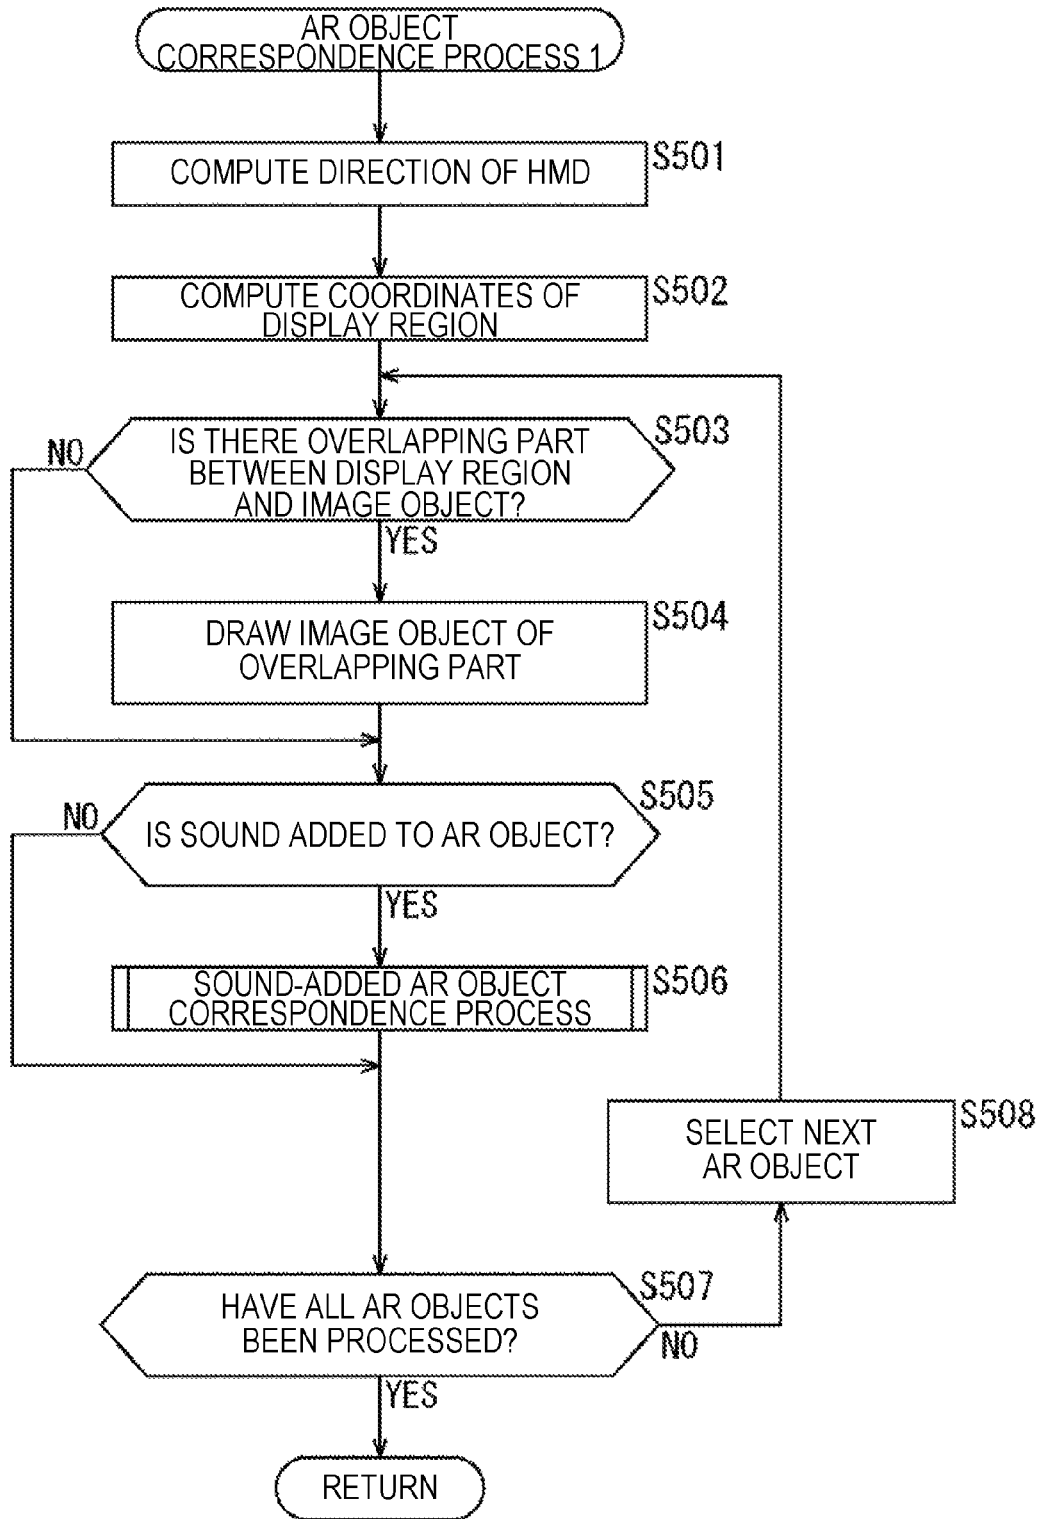 AR OBJECT
CORRESPONDENCE PROCESS 1
COMPUTE DIRECTION OF HMD
S501
COMPUTE COORDINATES OF
DISPLAY REGION
S502
IS THERE OVERLAPPING PART
BETWEEN DISPLAY REGION
AND IMAGE OBJECT?
S503
NO
YES
DRAW IMAGE OBJECT OF
OVERLAPPING PART
S504
IS SOUND ADDED TO AR OBJECT?
S505
NO
YES
SOUND-ADDED AR OBJECT
CORRESPONDENCE PROCESS
S506
SELECT NEXT
AR OBJECT
S508
HAVE ALL AR OBJECTS
BEEN PROCESSED?
S507
NO
YES
RETURN